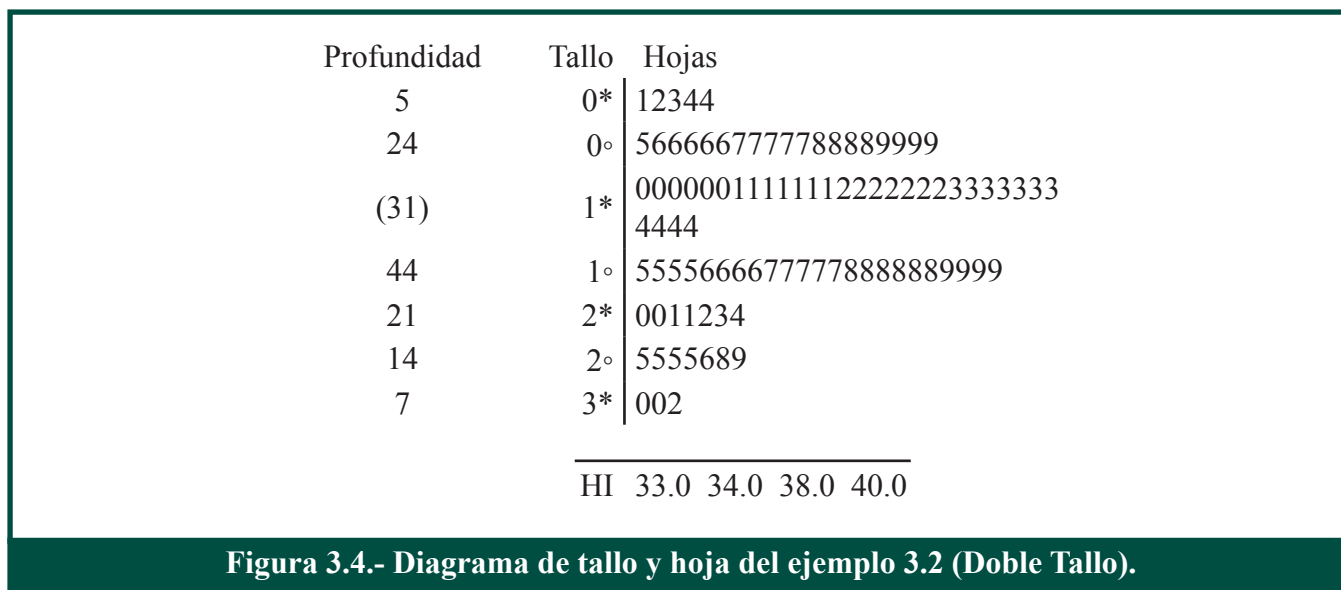 Profundidad Tallo Hojas
5 0* 12344
24 0◦ 5666667777788889999
(31) 1* 000000111111122222223333333
4444
44 1◦ 55556666777778888889999
21 2* 0011234
14 2◦ 5555689
7 3* 002
HI 33.0 34.0 38.0 40.0
Figura 3.4.- Diagrama de tallo y hoja del ejemplo 3.2 (Doble Tallo).